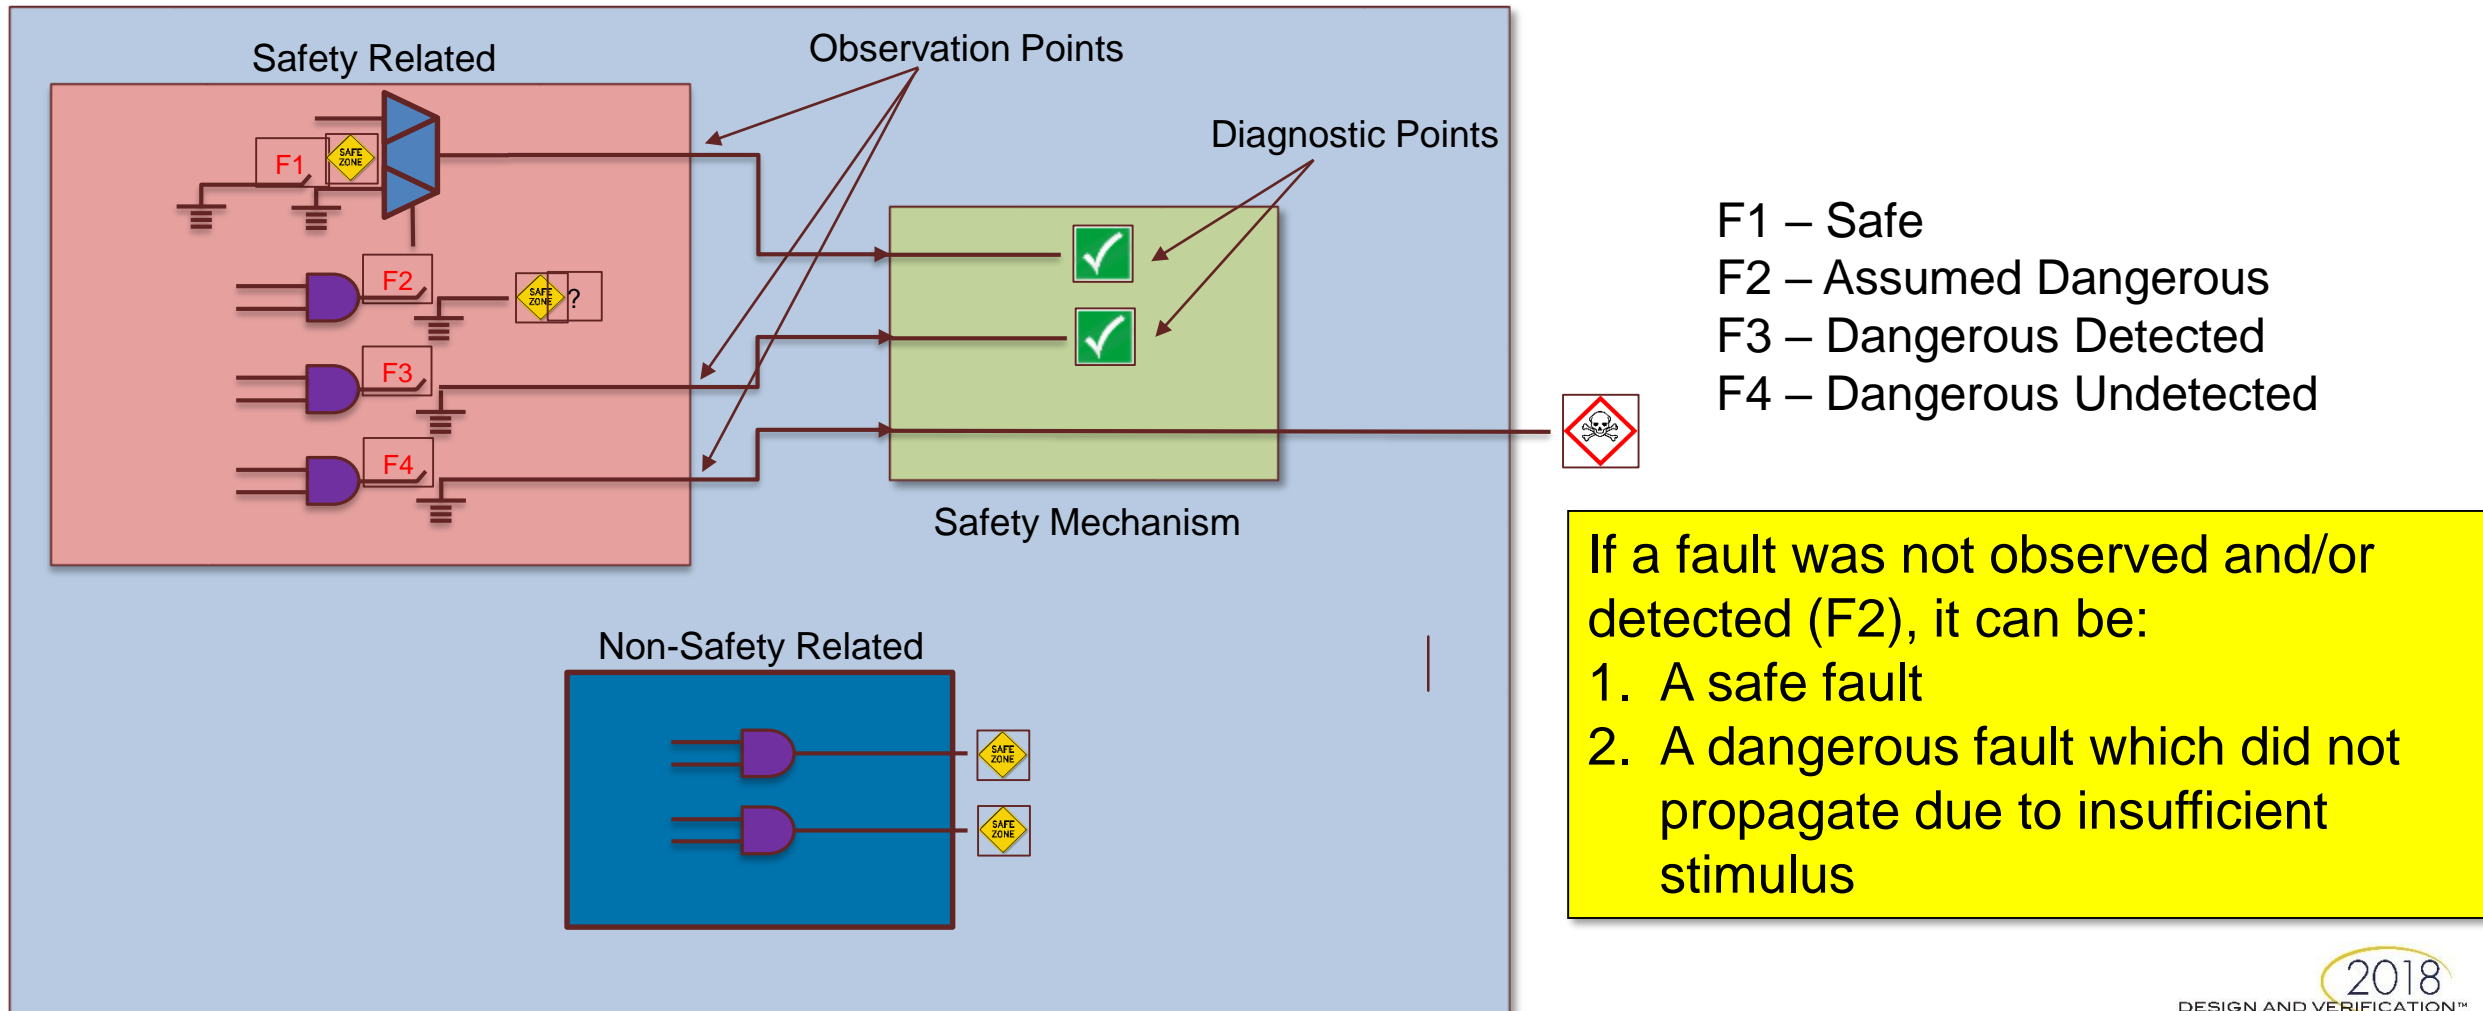 Safety Related
Observation Points
Diagnostic Points
F1
SAFE
ZONE
F2
SAFE
ZONE
?
F3
F4
Safety Mechanism
Non-Safety Related
SAFE
ZONE
SAFE
ZONE
F1 – Safe
F2 – Assumed Dangerous
F3 – Dangerous Detected
F4 – Dangerous Undetected
If a fault was not observed and/or
detected (F2), it can be:
1. A safe fault
2. A dangerous fault which did not
propagate due to insufficient
stimulus
2018
DESIGN AND VERIFICATION™